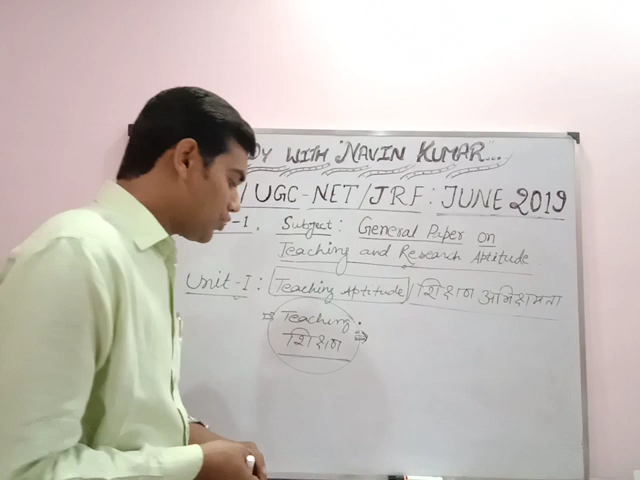 DY WITH "NAVIN KUMAR"...
/ UGC-NET / JRF : JUNE 2019
-I. Subject : General Paper on
Teaching and Research Aptitude
Unit-I : Teaching Aptitude / शिक्षण अभिक्षमता
Teaching
शिक्षण